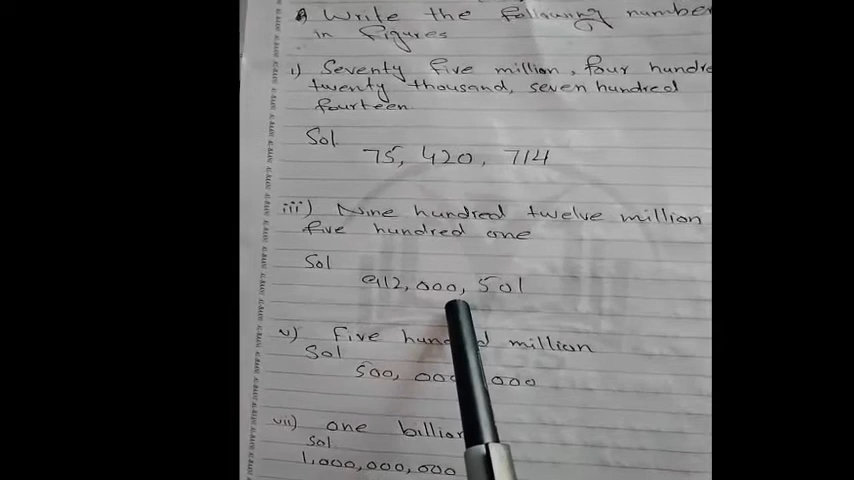 Write the following number
in figures
i) Seventy five million, four hundre
twenty thousand, seven hundred
fourteen.
Sol
75, 420, 714
iii) Nine hundred twelve million
five hundred one
Sol
912,000, 501
v) Five hund million
Sol
500, 000 000
vii) one billion
Sol
1,000,000,000